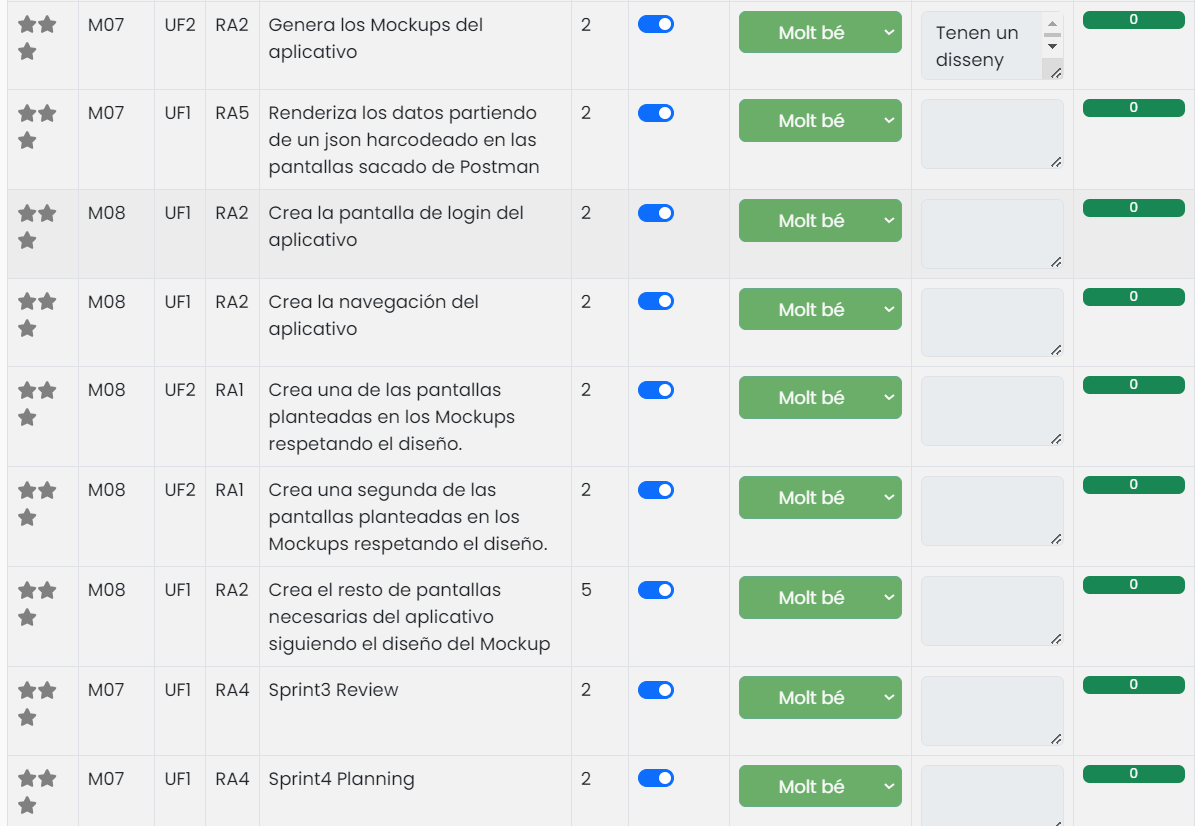 M07 UF2 RA2 Generar los Mockups del 2 Molt bé Tenen un 0
aplicativo disseny
M07 UF1 RA5 Renderiza los datos partiendo 2 Molt bé 0
de un json harcodeado en las
pantallas sacado de Postman
M08 UF1 RA2 Crea la pantalla de login del 2 Molt bé 0
aplicativo
M08 UF1 RA2 Crea la navegación del 2 Molt bé 0
aplicativo
M08 UF2 RA1 Crea una de las pantallas 2 Molt bé 0
planteadas en los Mockups
respetando el diseño.
M08 UF2 RA1 Crea una segunda de las 2 Molt bé 0
pantallas planteadas en los
Mockups respetando el diseño.
M08 UF1 RA2 Crea el resto de pantallas 5 Molt bé 0
necesarias del aplicativo
siguiendo el diseño del Mockup
M07 UF1 RA4 Sprint3 Review 2 Molt bé 0
M07 UF1 RA4 Sprint4 Planning 2 Molt bé 0